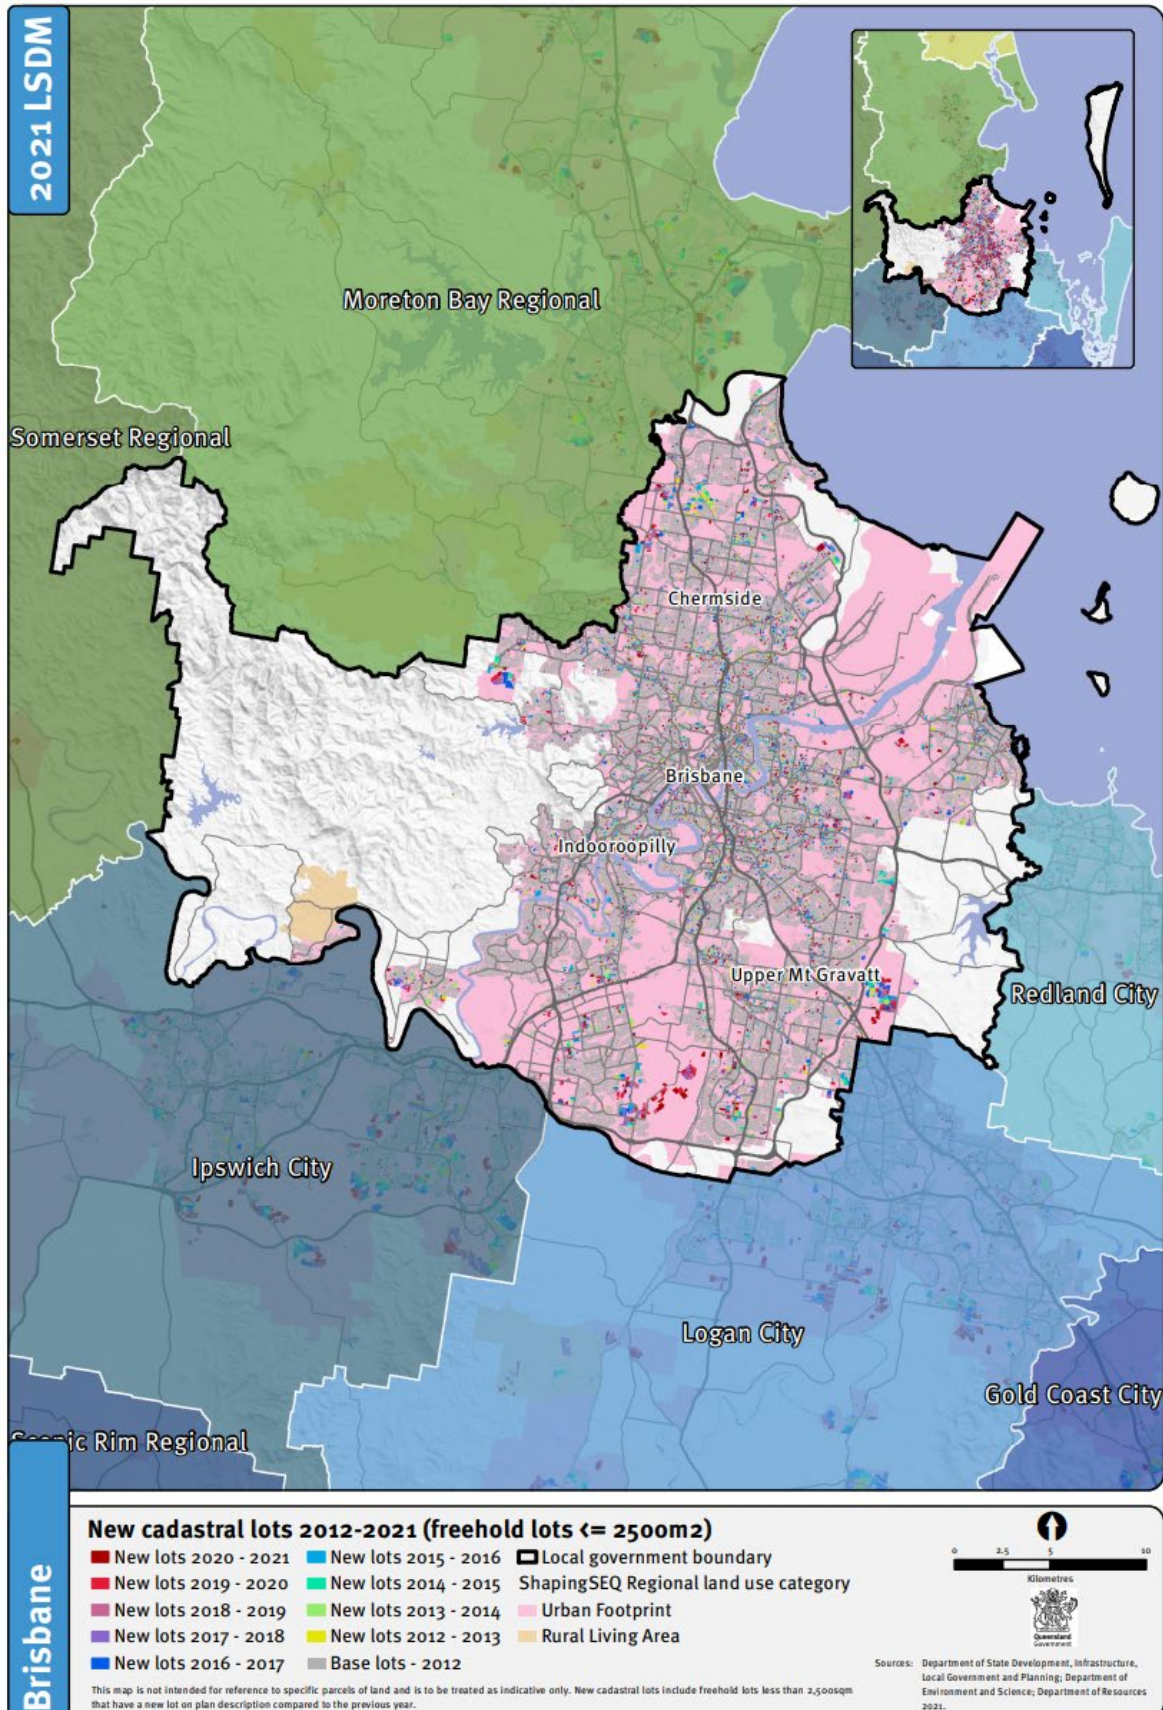 2021 LSDM
Moreton Bay Regional
Somerset Regional
Chermside
Brisbane
Indooroopilly
Upper Mt Gravatt
Redland City
Ipswich City
Logan City
Gold Coast City
Scenic Rim Regional
Brisbane
New cadastral lots 2012-2021 (freehold lots <= 2500m2)
New lots 2020 - 2021
New lots 2019 - 2020
New lots 2018 - 2019
New lots 2017 - 2018
New lots 2016 - 2017
New lots 2015 - 2016
New lots 2014 - 2015
New lots 2013 - 2014
New lots 2012 - 2013
Base lots - 2012
Local government boundary
ShapingSEQ Regional land use category
Urban Footprint
Rural Living Area
This map is not intended for reference to specific parcels of land and is to be treated as indicative only. New cadastral lots include freehold lots less than 2,500sqm
that have a new lot on plan description compared to the previous year.
0 2.5 5 10
Kilometres
Queensland
Government
Sources: Department of State Development, Infrastructure,
Local Government and Planning; Department of
Environment and Science; Department of Resources
2021.